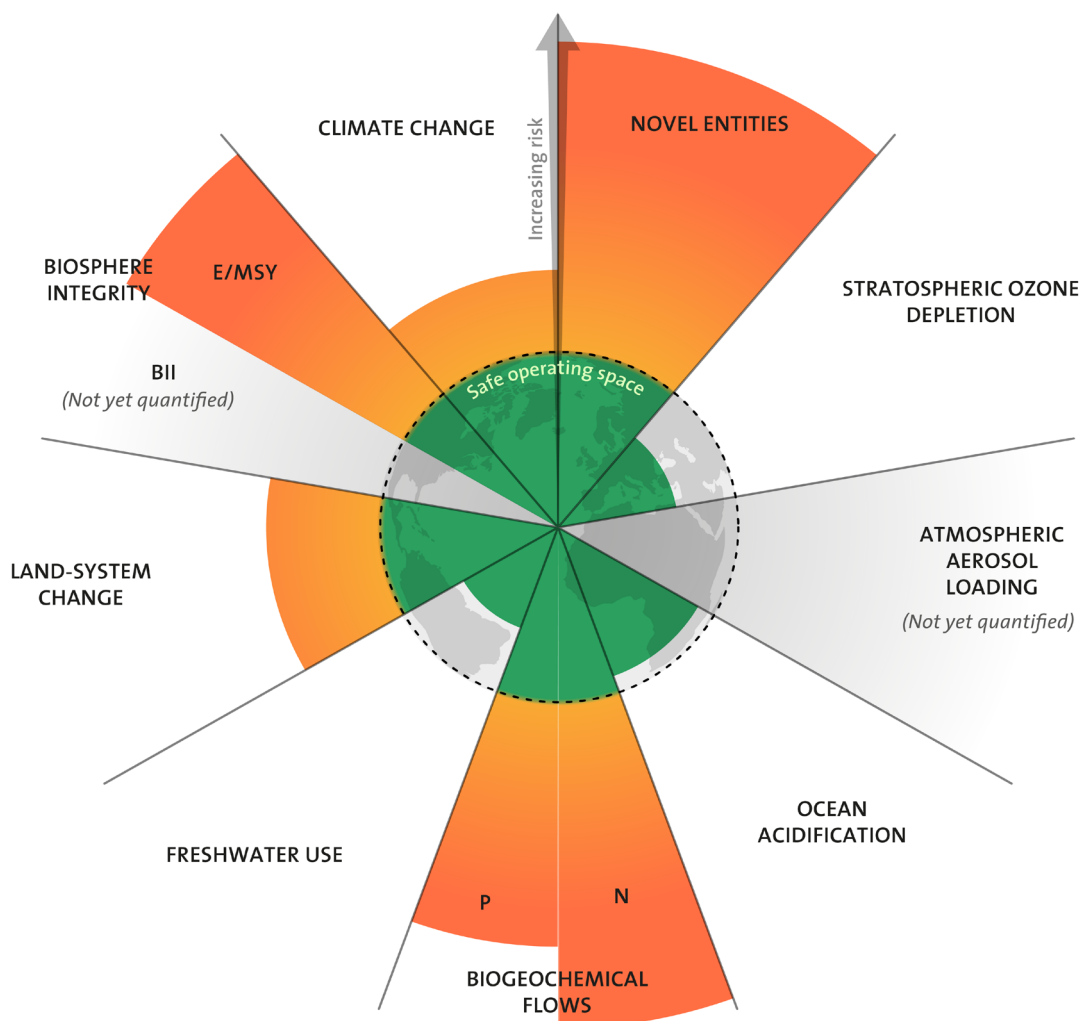 CLIMATE CHANGE
Increasing risk
NOVEL ENTITIES
BIOSPHERE
INTEGRITY
E/MSY
STRATOSPHERIC OZONE
DEPLETION
BII
(Not yet quantified)
Safe operating space
ATMOSPHERIC
AEROSOL
LOADING
(Not yet quantified)
LAND-SYSTEM
CHANGE
OCEAN
ACIDIFICATION
FRESHWATER USE
P
N
BIOGEOCHEMICAL
FLOWS